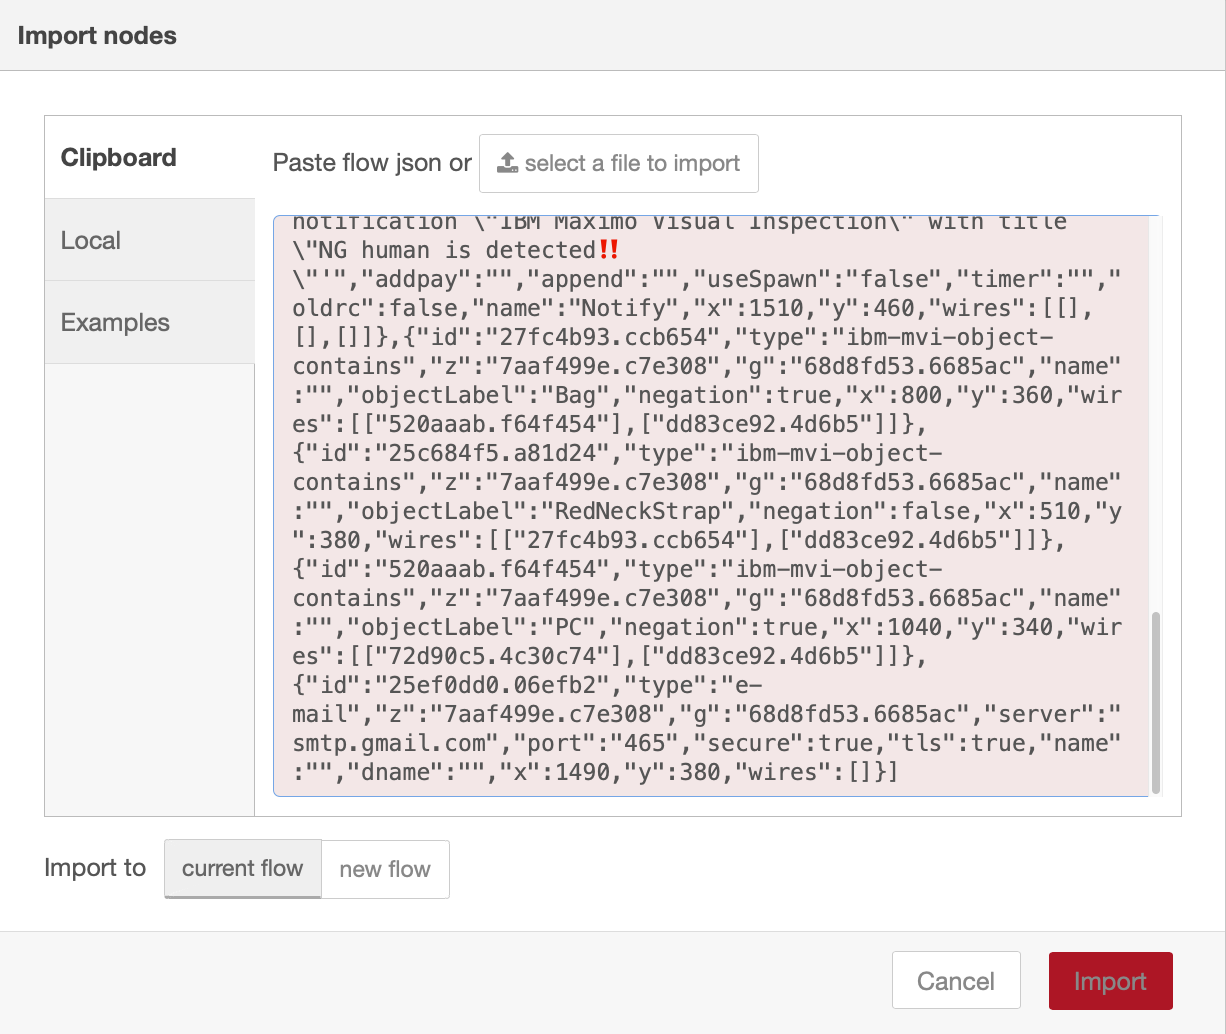 Import nodes
Clipboard
Local
Examples
Paste flow json or
select a file to import
notification \"IBM Maximo Visual Inspection\" with title
\"NG human is detected‼️
\"'","addpay":"","append":"","useSpawn":"false","timer":"","
oldrc":false,"name":"Notify","x":1510,"y":460,"wires":[[],
[],[]]},{"id":"27fc4b93.ccb654","type":"ibm-mvi-object-
contains","z":"7aaf499e.c7e308","g":"68d8fd53.6685ac","name"
:"","objectLabel":"Bag","negation":true,"x":800,"y":360,"wir
es":[["520aaab.f64f454"],["dd83ce92.4d6b5"]]},
{"id":"25c684f5.a81d24","type":"ibm-mvi-object-
contains","z":"7aaf499e.c7e308","g":"68d8fd53.6685ac","name"
:"","objectLabel":"RedNeckStrap","negation":false,"x":510,"y
":380,"wires":[["27fc4b93.ccb654"],["dd83ce92.4d6b5"]]},
{"id":"520aaab.f64f454","type":"ibm-mvi-object-
contains","z":"7aaf499e.c7e308","g":"68d8fd53.6685ac","name"
:"","objectLabel":"PC","negation":true,"x":1040,"y":340,"wir
es":[["72d90c5.4c30c74"],["dd83ce92.4d6b5"]]},
{"id":"25ef0dd0.06efb2","type":"e-
mail","z":"7aaf499e.c7e308","g":"68d8fd53.6685ac","server":"
smtp.gmail.com","port":"465","secure":true,"tls":true,"name"
:"","dname":"","x":1490,"y":380,"wires":[]}]
Import to
current flow
new flow
Cancel
Import